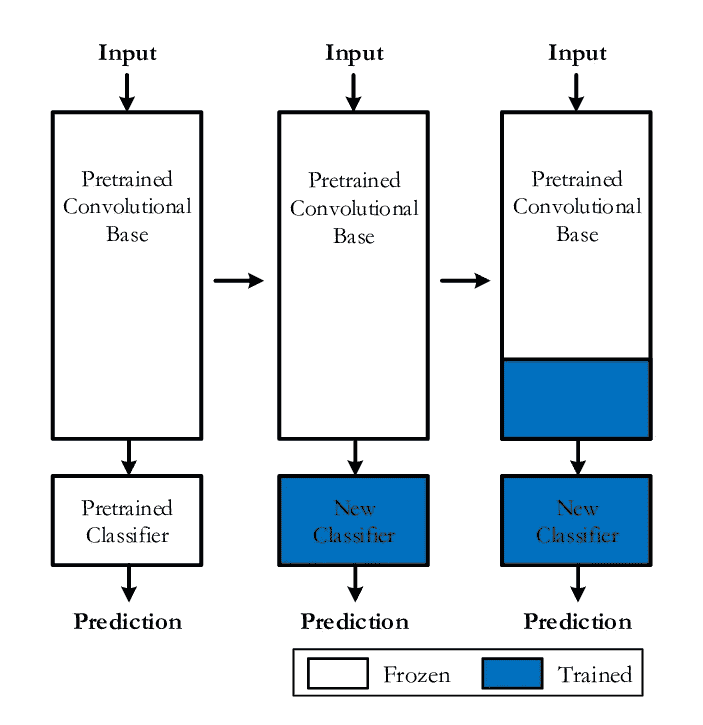 Input
Input
Input
Pretrained
Convolutional
Base
Pretrained
Convolutional
Base
Pretrained
Convolutional
Base
Pretrained
Classifier
New
Classifier
New
Classifier
Prediction
Prediction
Prediction
Frozen
Trained